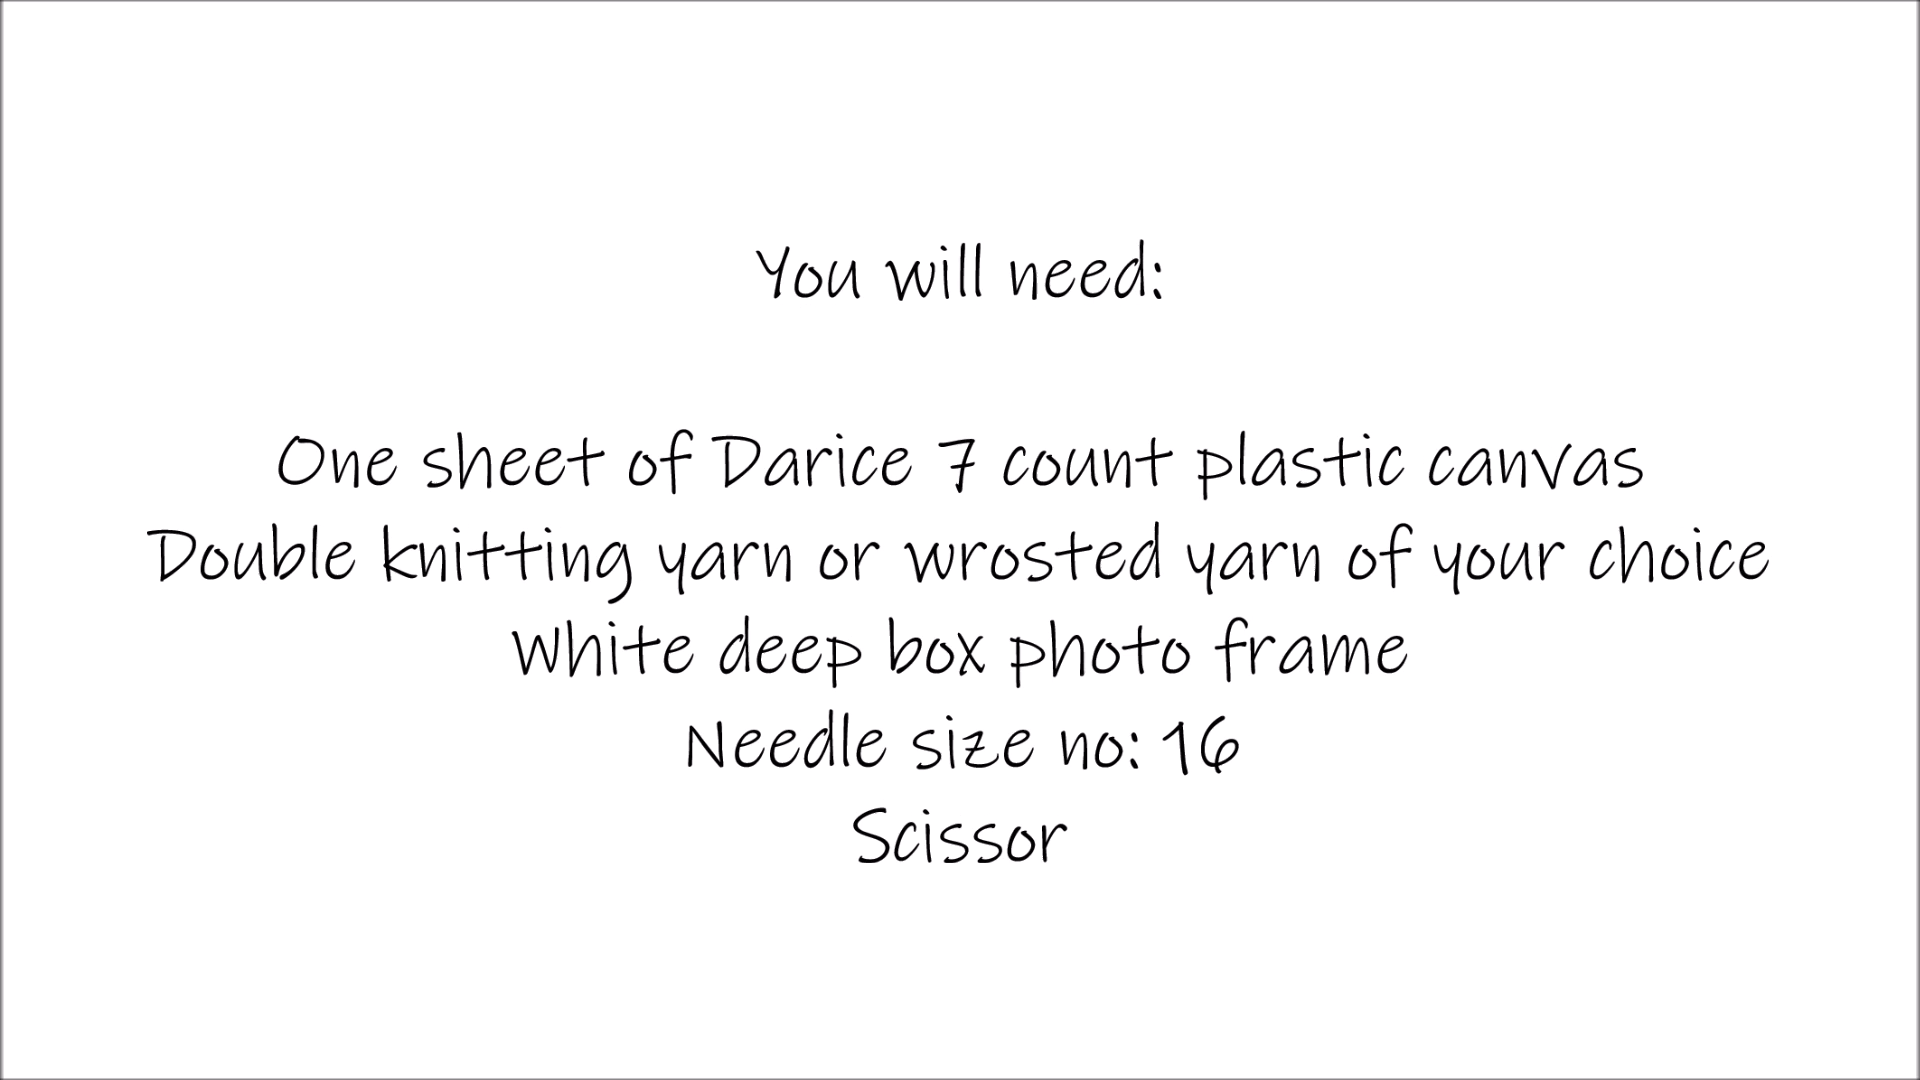 You will need:
One sheet of Darice 7 count plastic canvas
Double knitting yarn or wrosted yarn of your choice
White deep box photo frame
Needle size no: 16
Scissor